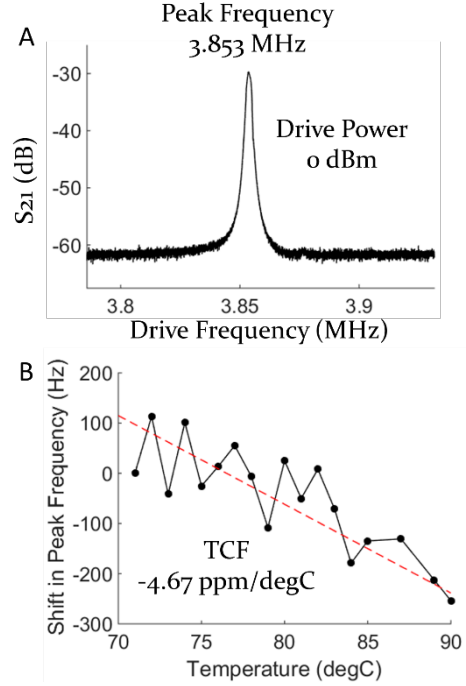 A
Peak Frequency
3.853 MHz
Drive Power
0 dBm
S21 (dB)
-30
-40
-50
-60
3.8
3.85
3.9
Drive Frequency (MHz)
B
200
100
0
-100
-200
-300
Shift in Peak Frequency (Hz)
TCF
-4.67 ppm/degC
70
75
80
85
90
Temperature (degC)